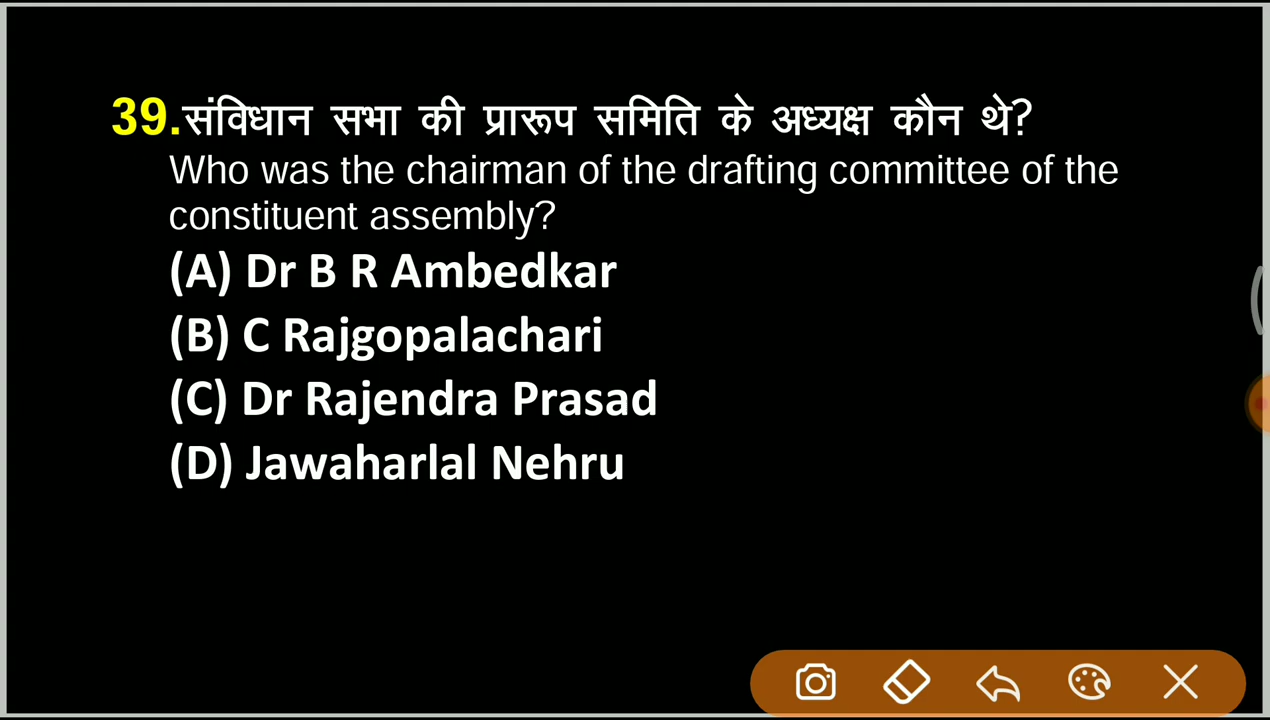 39.संविधान सभा की प्रारूप समिति के अध्यक्ष कौन थे?
Who was the chairman of the drafting committee of the
constituent assembly?
(A) Dr B R Ambedkar
(B) C Rajgopalachari
(C) Dr Rajendra Prasad
(D) Jawaharlal Nehru